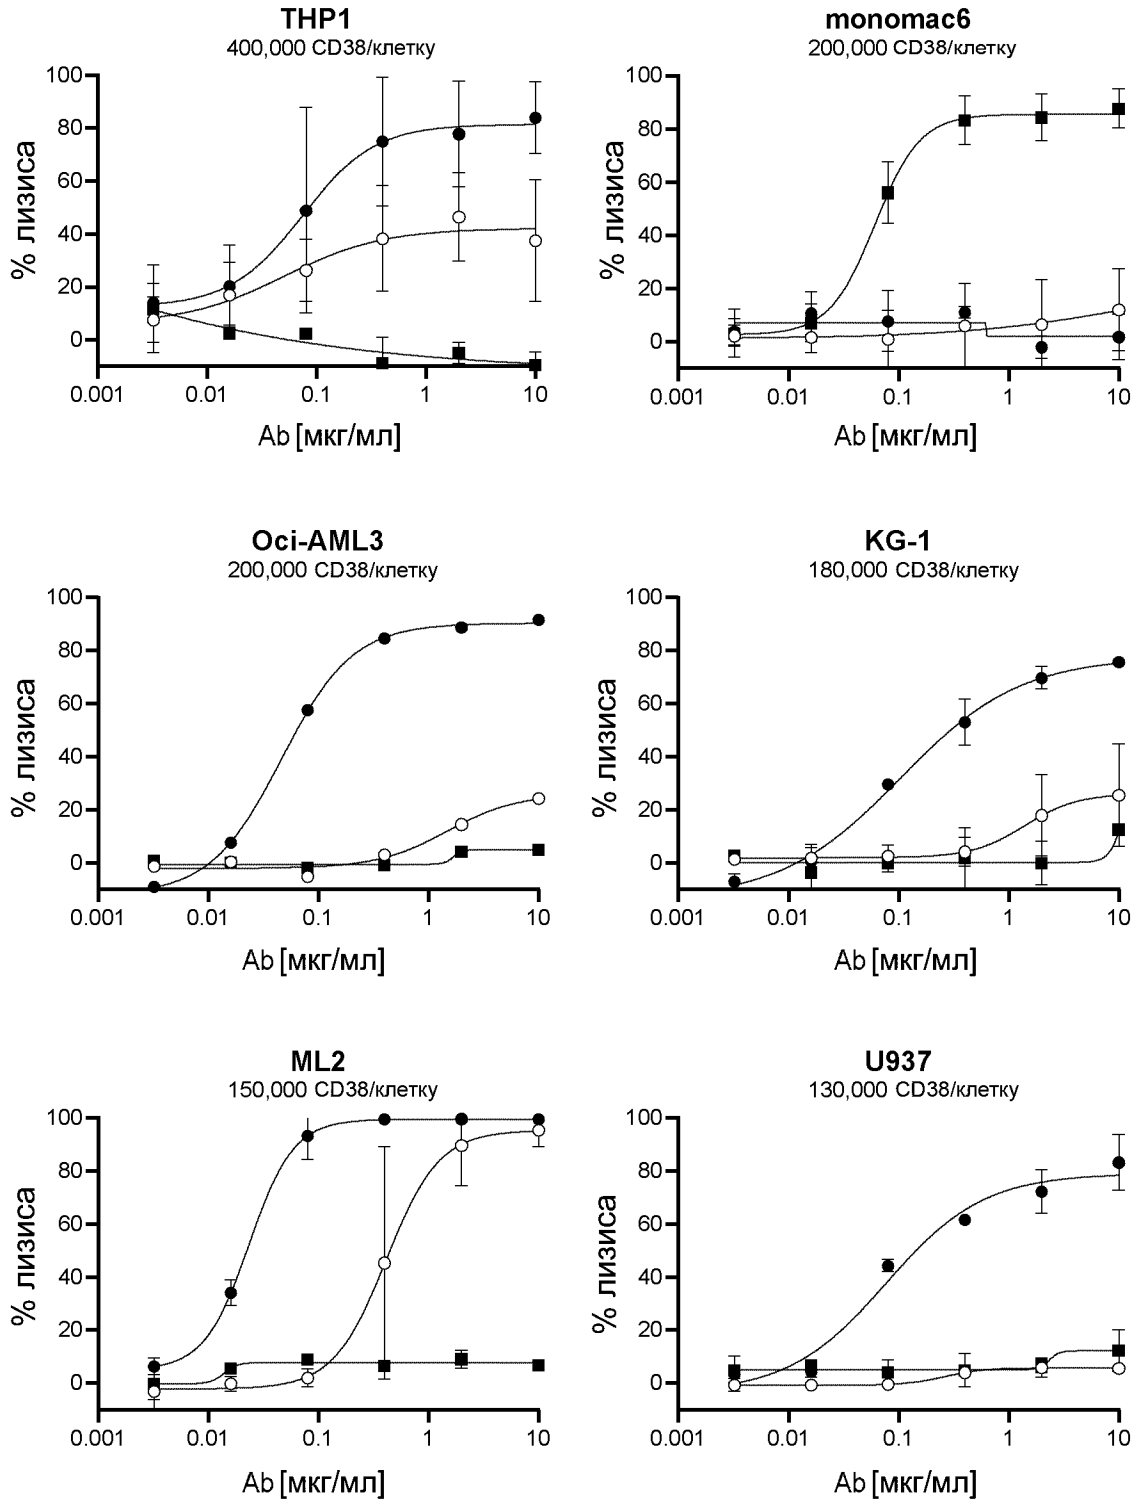 THP1
400,000 CD38/клетку
100
80
60
40
20
0
% лизиса
0.001 0.01 0.1 1 10
Ab [мкг/мл]
monomac6
200,000 CD38/клетку
100
80
60
40
20
0
% лизиса
0.001 0.01 0.1 1 10
Ab [мкг/мл]
Oci-AML3
200,000 CD38/клетку
100
80
60
40
20
0
% лизиса
0.001 0.01 0.1 1 10
Ab [мкг/мл]
KG-1
180,000 CD38/клетку
100
80
60
40
20
0
% лизиса
0.001 0.01 0.1 1 10
Ab [мкг/мл]
ML2
150,000 CD38/клетку
100
80
60
40
20
0
% лизиса
0.001 0.01 0.1 1 10
Ab [мкг/мл]
U937
130,000 CD38/клетку
100
80
60
40
20
0
% лизиса
0.001 0.01 0.1 1 10
Ab [мкг/мл]